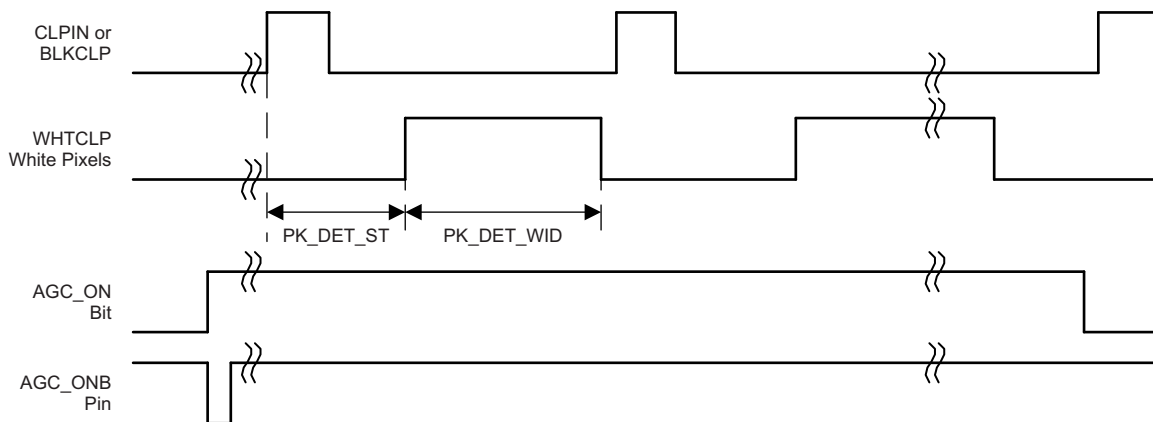 CLPIN or
BLKCLP
WHTCLP
White Pixels
PK_DET_ST
PK_DET_WID
AGC_ON
Bit
AGC_ONB
Pin